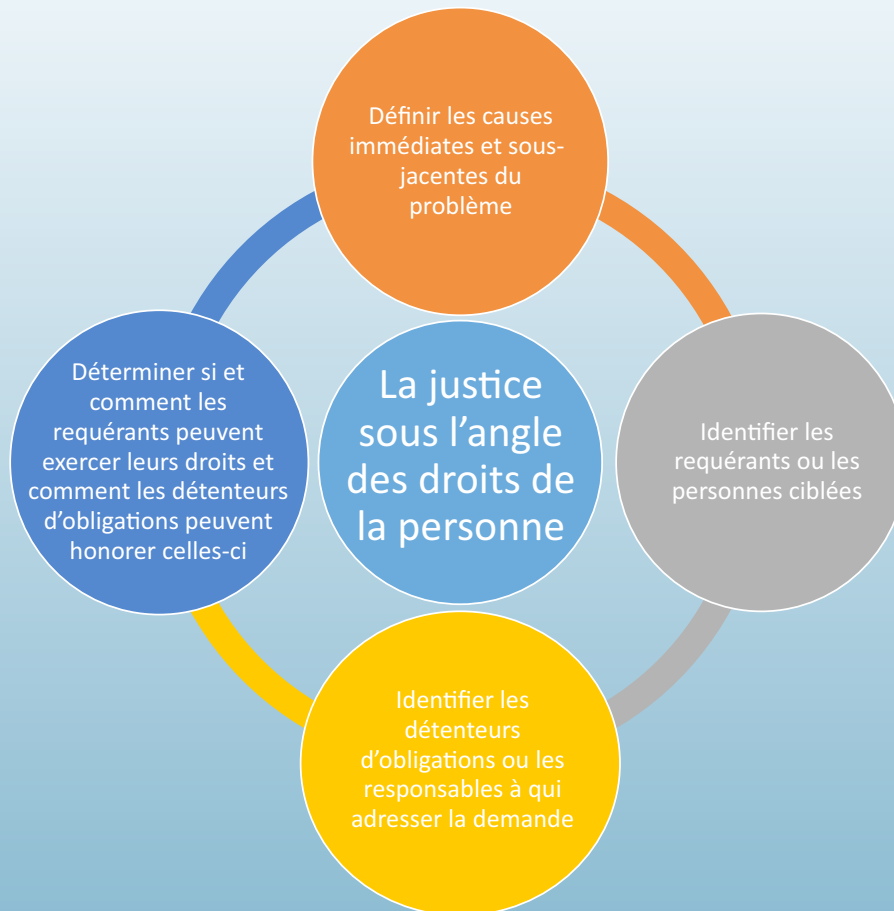 Définir les causes
immédiates et sous-
jacentes du
problème
Déterminer si et
comment les
requérants peuvent
exercer leurs droits et
comment les détenteurs
d'obligations peuvent
honorer celles-ci
La justice
sous l'angle
des droits de
la personne
Identifier les
requérants ou les
personnes ciblées
Identifier les
détenteurs
d'obligations ou les
responsables à qui
adresser la demande